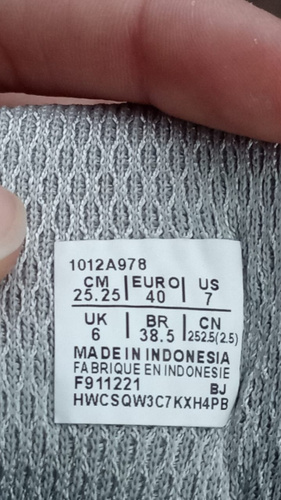 1012A978
CM | EURO | US
25.25 | 40 | 7
UK | BR | CN
6 | 38.5 | 252.5(2.5)
MADE IN INDONESIA
FABRIQUE EN INDONESIE
F911221 BJ
HWCSQW3C7KXH4PB